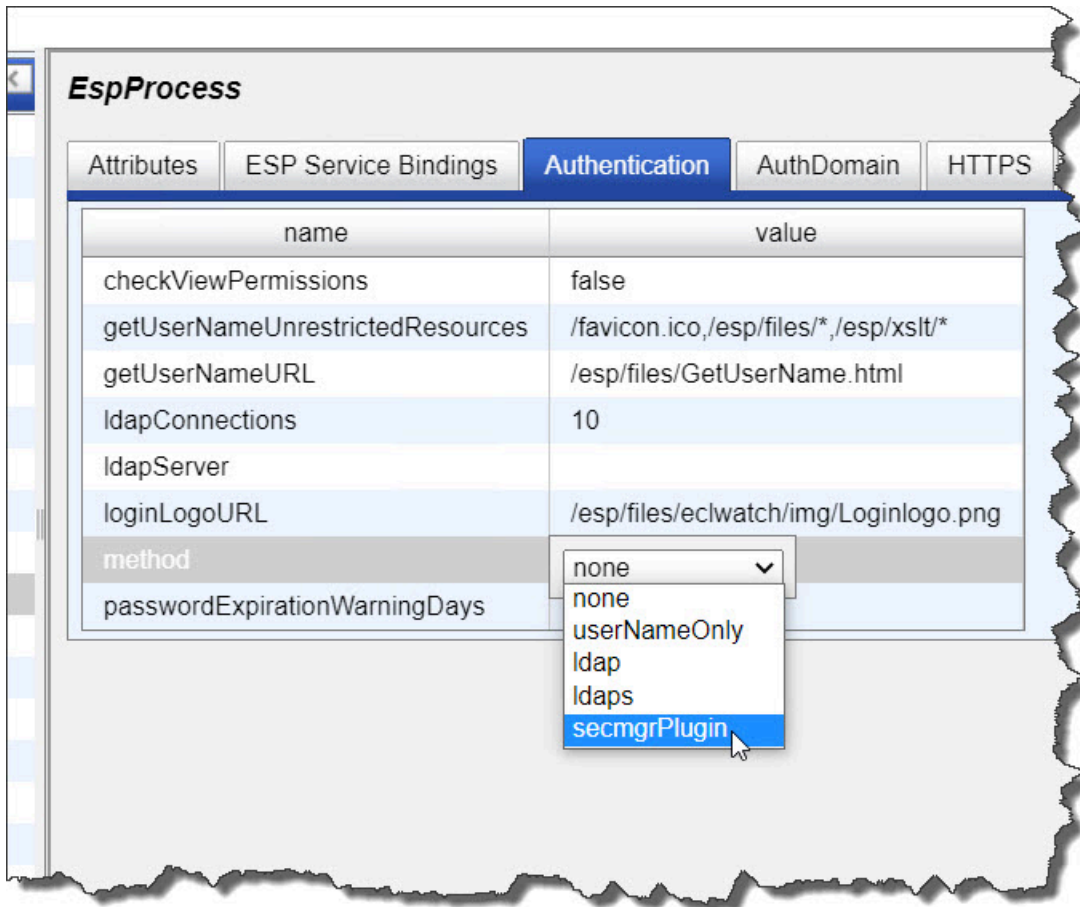 EspProcess
Attributes ESP Service Bindings Authentication AuthDomain HTTPS
name value
checkViewPermissions false
getUserNameUnrestrictedResources /favicon.ico,/esp/files/*,/esp/xslt/*
getUserNameURL /esp/files/GetUserName.html
ldapConnections 10
ldapServer
loginLogoURL /esp/files/eclwatch/img/Loginlogo.png
method none
passwordExpirationWarningDays
none
userNameOnly
ldap
ldaps
secmgrPlugin